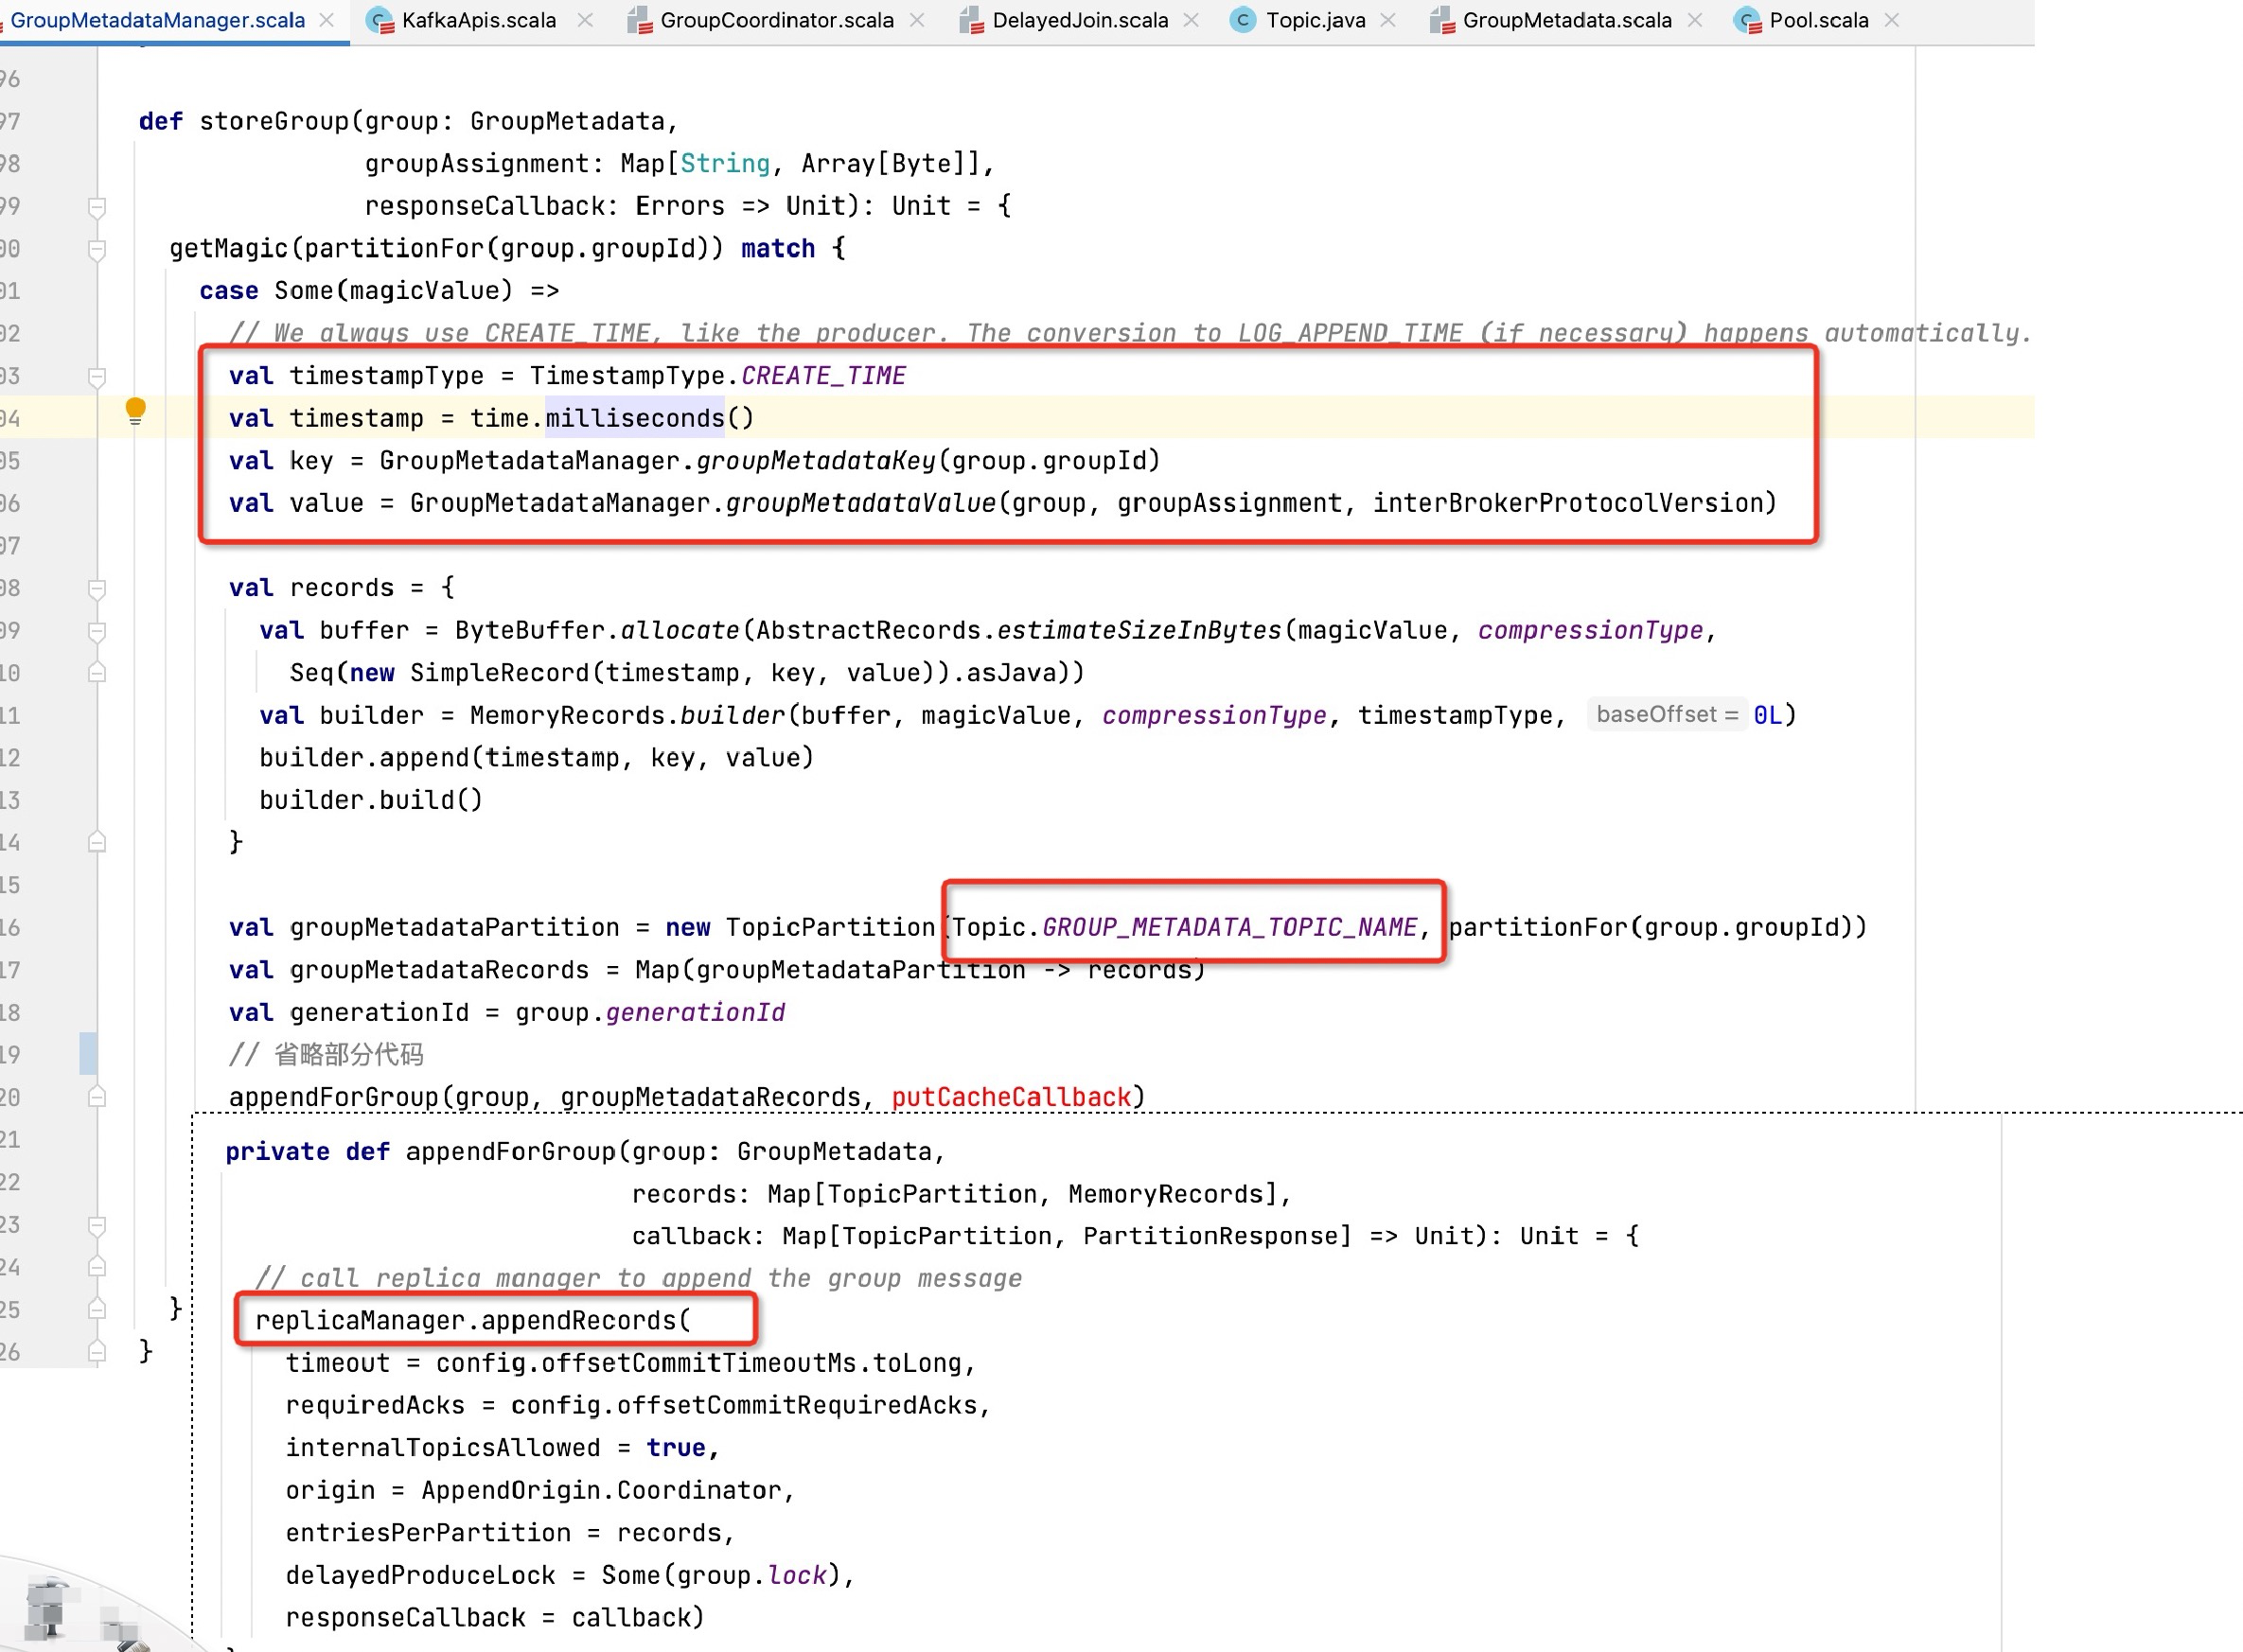 GroupMetadataManager.scala KafkaApis.scala GroupCoordinator.scala DelayedJoin.scala Topic.java GroupMetadata.scala Pool.scala
96
97 def storeGroup(group: GroupMetadata,
98 groupAssignment: Map[String, Array[Byte]],
99 responseCallback: Errors => Unit): Unit = {
00 getMagic(partitionFor(group.groupId)) match {
01 case Some(magicValue) =>
02 // We always use CREATE_TIME, like the producer. The conversion to LOG_APPEND_TIME (if necessary) happens automatically.
03 val timestampType = TimestampType.CREATE_TIME
04 val timestamp = time.milliseconds()
05 val key = GroupMetadataManager.groupMetadataKey(group.groupId)
06 val value = GroupMetadataManager.groupMetadataValue(group, groupAssignment, interBrokerProtocolVersion)
07
08 val records = {
09 val buffer = ByteBuffer.allocate(AbstractRecords.estimateSizeInBytes(magicValue, compressionType,
10 Seq(new SimpleRecord(timestamp, key, value)).asJava))
11 val builder = MemoryRecords.builder(buffer, magicValue, compressionType, timestampType, baseOffset = 0L)
12 builder.append(timestamp, key, value)
13 builder.build()
14 }
15
16 val groupMetadataPartition = new TopicPartition(Topic.GROUP_METADATA_TOPIC_NAME, partitionFor(group.groupId))
17 val groupMetadataRecords = Map(groupMetadataPartition -> records)
18 val generationId = group.generationId
19 // 省略部分代码
20 appendForGroup(group, groupMetadataRecords, putCacheCallback)
21 private def appendForGroup(group: GroupMetadata,
22 records: Map[TopicPartition, MemoryRecords],
23 callback: Map[TopicPartition, PartitionResponse] => Unit): Unit = {
24 // call replica manager to append the group message
25 } replicaManager.appendRecords(
26 } timeout = config.offsetCommitTimeoutMs.toLong,
requiredAcks = config.offsetCommitRequiredAcks,
internalTopicsAllowed = true,
origin = AppendOrigin.Coordinator,
entriesPerPartition = records,
delayedProduceLock = Some(group.lock),
responseCallback = callback)